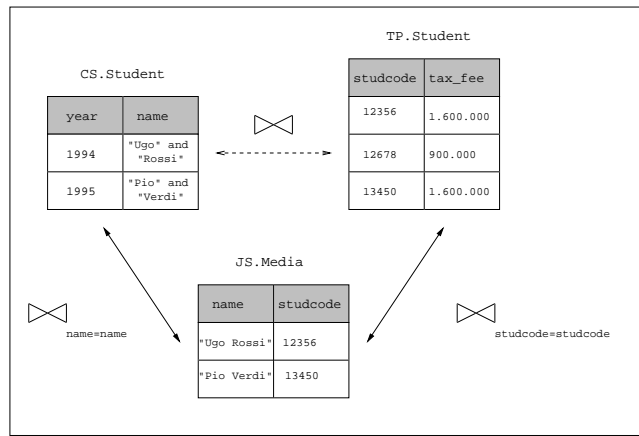 TP.Student
CS.Student
studcode tax_fee
12356 1.600.000
12678 900.000
13450 1.600.000
year name
1994 "Ugo" and "Rossi"
1995 "Pio" and "Verdi"
JS.Media
name studcode
"Ugo Rossi" 12356
"Pio Verdi" 13450
name=name
studcode=studcode